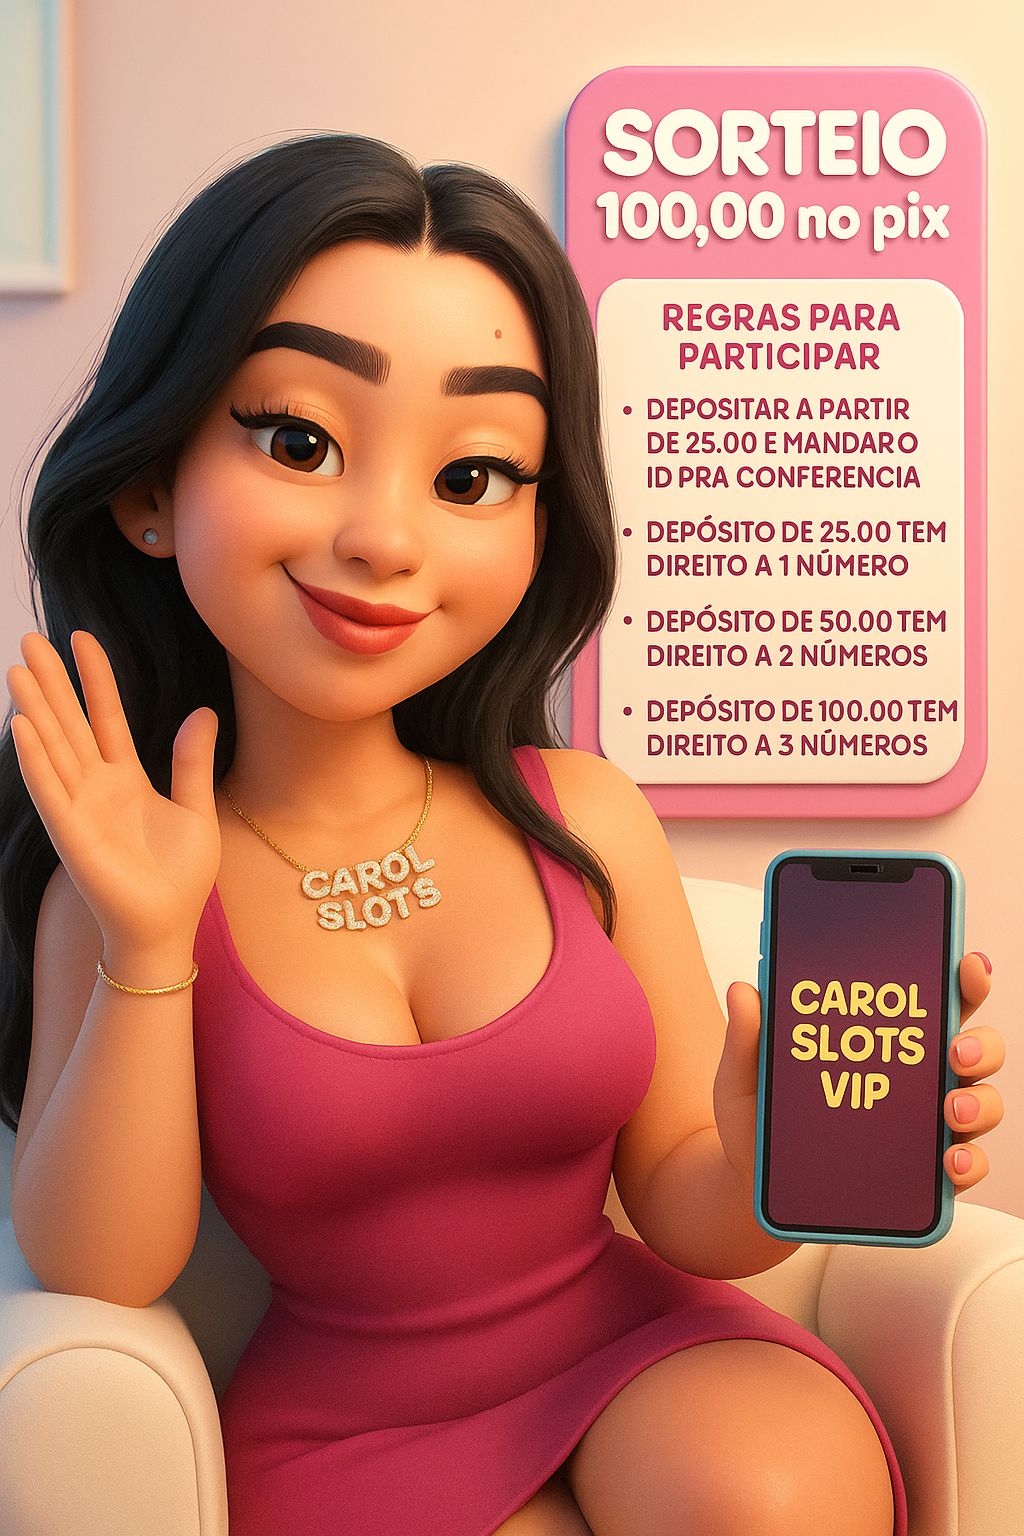 SORTEIO
100,00 no pix
REGRAS PARA
PARTICIPAR
• DEPOSITAR A PARTIR
DE 25.00 E MANDAR O
ID PRA CONFERENCIA
• DEPÓSITO DE 25.00 TEM
DIREITO A 1 NÚMERO
• DEPÓSITO DE 50.00 TEM
DIREITO A 2 NÚMEROS
• DEPÓSITO DE 100.00 TEM
DIREITO A 3 NÚMEROS
CAROL
SLOTS
CAROL
SLOTS
VIP